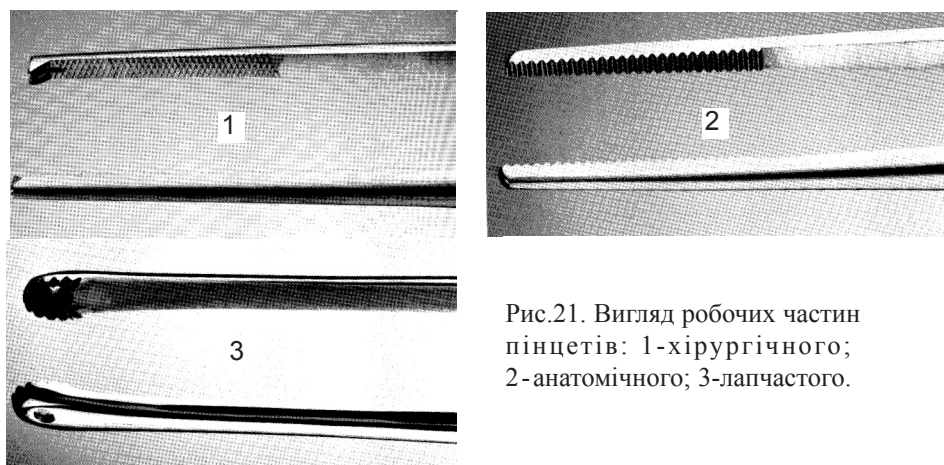 1
2
3
Рис.21. Вигляд робочих частин
пінцетів: 1-хірургічного;
2-анатомічного; 3-лапчастого.